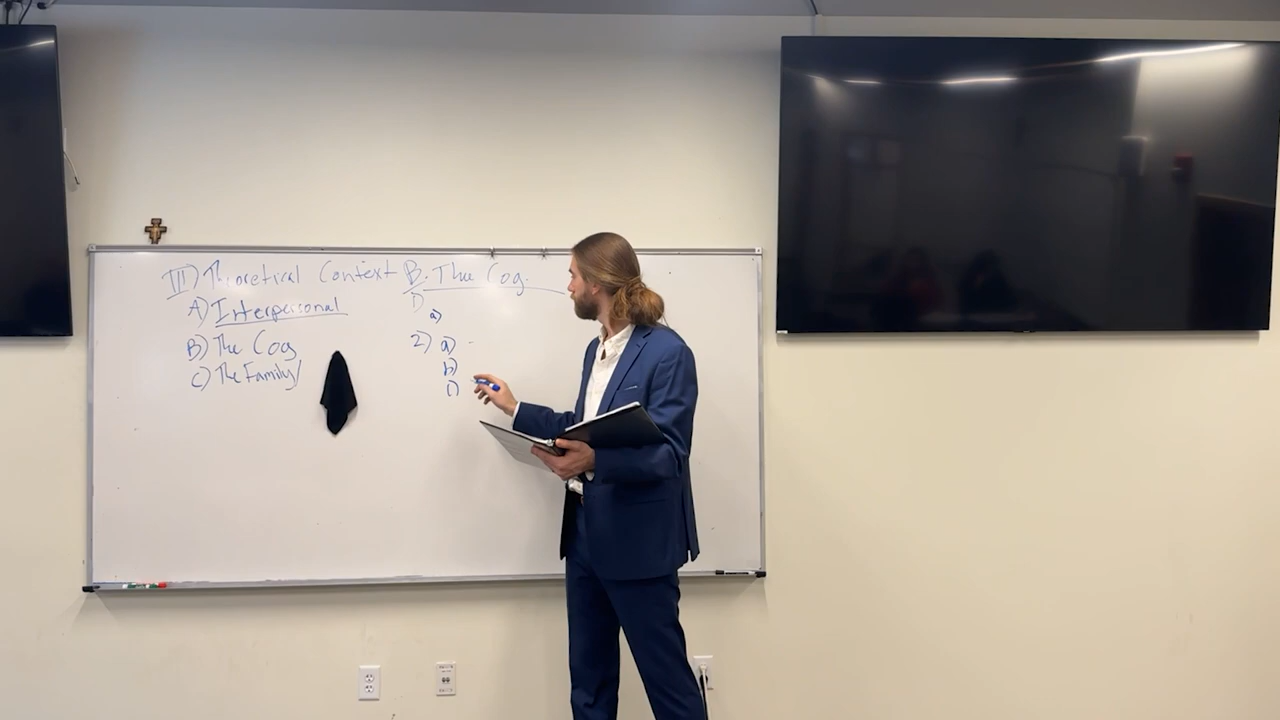 III) Theoretical Context
A) Interpersonal
B) The Cog
C) The Family
B. The Cog.
1)
a)
2) a)
b)
c)